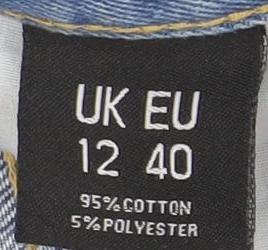 UK EU
12 40
95% COTTON
5% POLYESTER